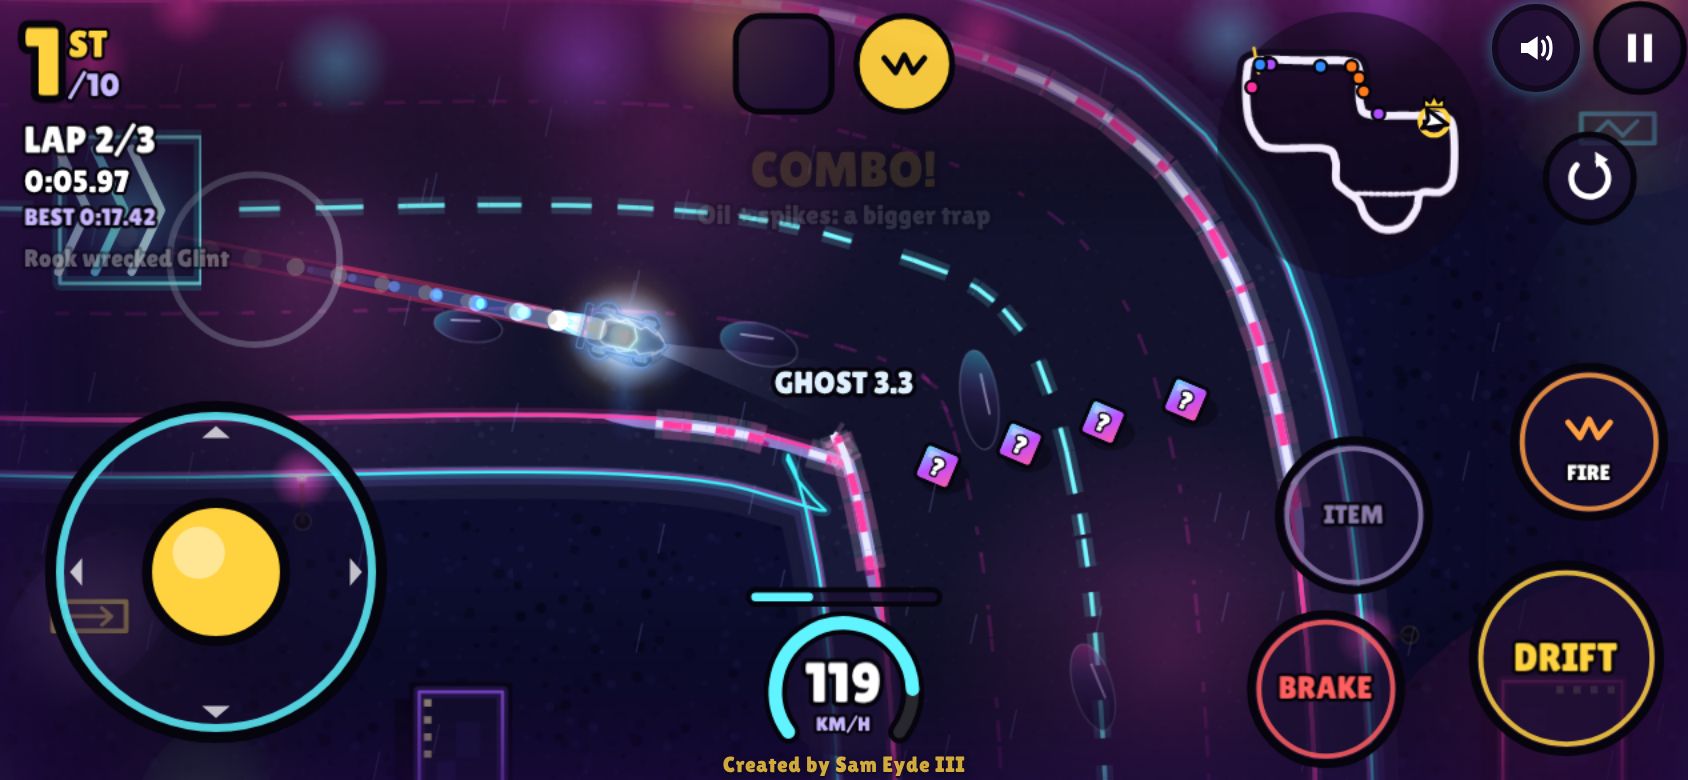 1ST
/10
LAP 2/3
0:05.97
BEST 0:17.42
Rook wrecked Glint
COMBO!
Oil + spikes: a bigger trap
GHOST 3.3
?
?
?
?
FIRE
ITEM
DRIFT
BRAKE
119
KM/H
Created by Sam Eyde III